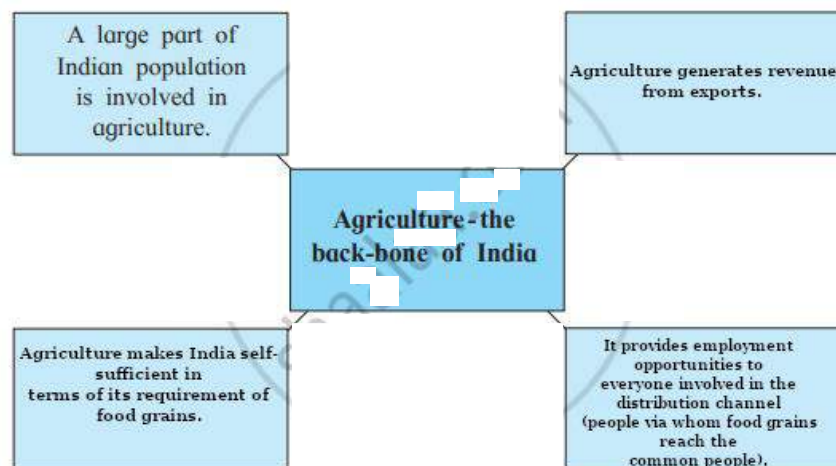 A large part of
Indian population
is involved in
agriculture.
Agriculture generates revenue
from exports.
Agriculture-the
back-bone of India
Agriculture makes India self-
sufficient in
terms of its requirement of
food grains.
It provides employment
opportunities to
everyone involved in the
distribution channel
(people via whom food grains
reach the
common people).